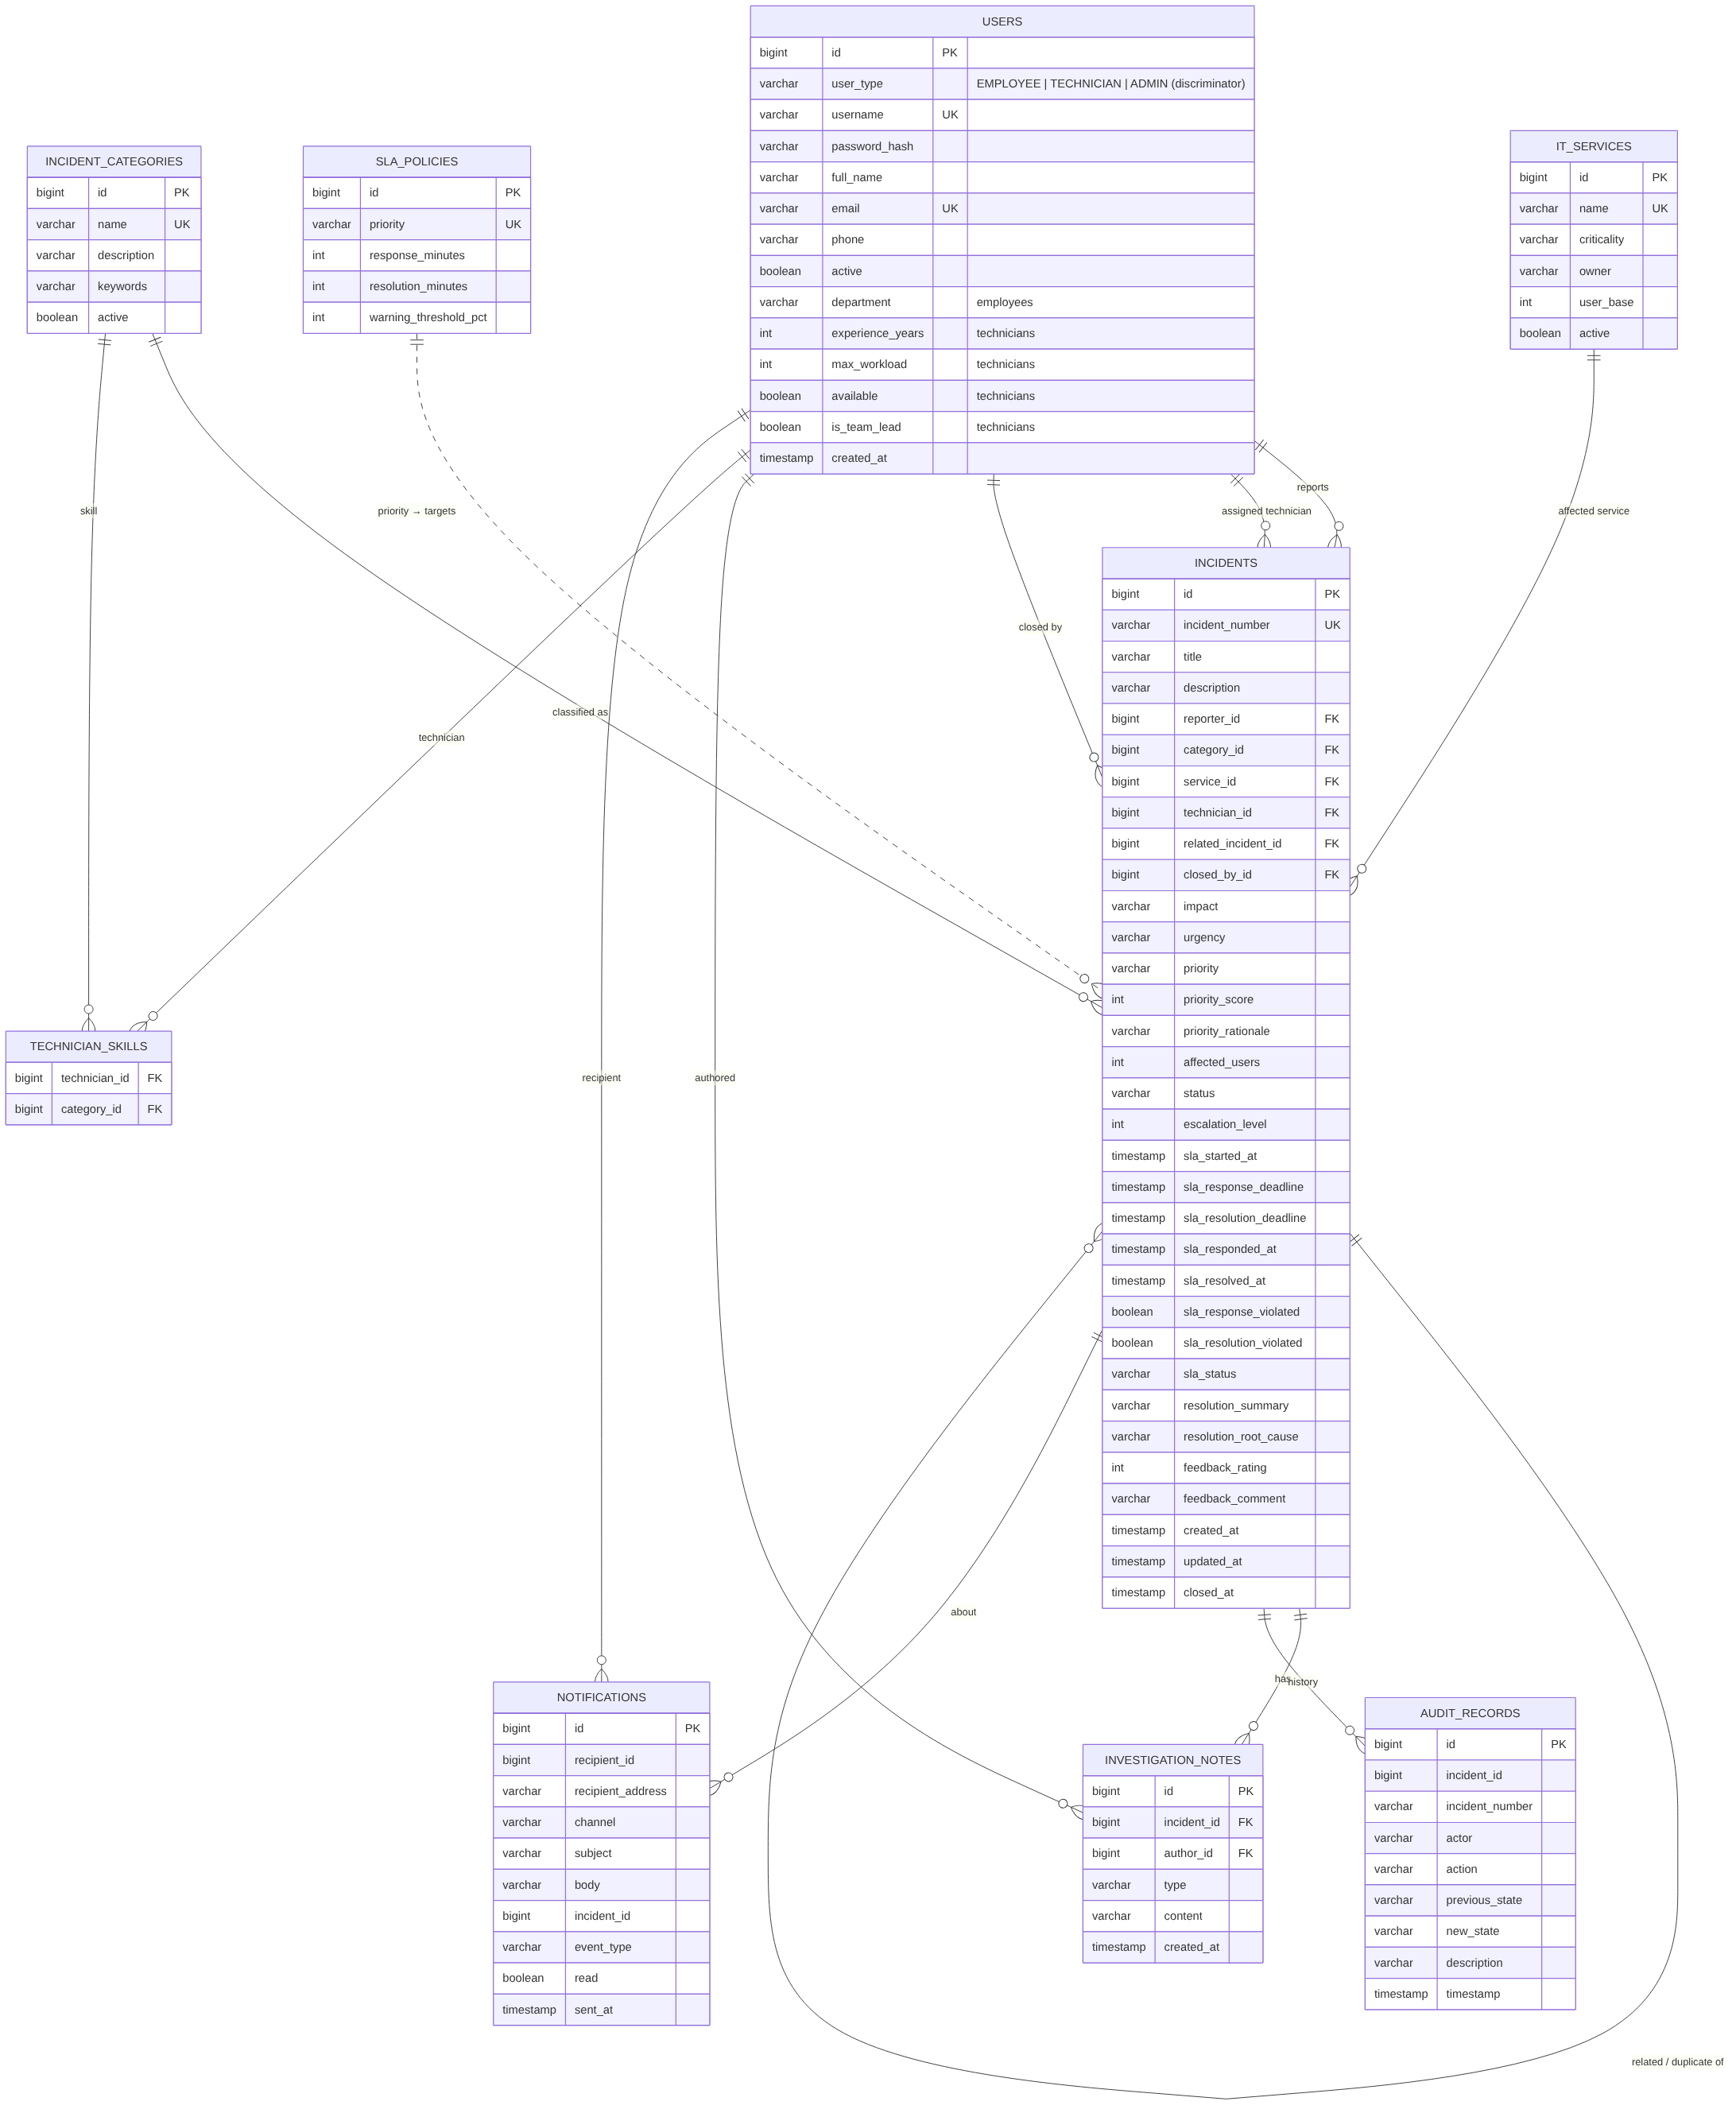 USERS
bigint id PK
varchar user_type EMPLOYEE | TECHNICIAN | ADMIN (discriminator)
varchar username UK
varchar password_hash
varchar full_name
varchar email UK
varchar phone
boolean active
varchar department employees
int experience_years technicians
int max_workload technicians
boolean available technicians
boolean is_team_lead technicians
timestamp created_at
INCIDENT_CATEGORIES
bigint id PK
varchar name UK
varchar description
varchar keywords
boolean active
SLA_POLICIES
bigint id PK
varchar priority UK
int response_minutes
int resolution_minutes
int warning_threshold_pct
IT_SERVICES
bigint id PK
varchar name UK
varchar criticality
varchar owner
int user_base
boolean active
skill
priority → targets
assigned technician
reports
affected service
closed by
classified as
technician
recipient
authored
INCIDENTS
bigint id PK
varchar incident_number UK
varchar title
varchar description
bigint reporter_id FK
bigint category_id FK
bigint service_id FK
bigint technician_id FK
bigint related_incident_id FK
bigint closed_by_id FK
varchar impact
varchar urgency
varchar priority
int priority_score
varchar priority_rationale
int affected_users
varchar status
int escalation_level
timestamp sla_started_at
timestamp sla_response_deadline
timestamp sla_resolution_deadline
timestamp sla_responded_at
timestamp sla_resolved_at
boolean sla_response_violated
boolean sla_resolution_violated
varchar sla_status
varchar resolution_summary
varchar resolution_root_cause
int feedback_rating
varchar feedback_comment
timestamp created_at
timestamp updated_at
timestamp closed_at
TECHNICIAN_SKILLS
bigint technician_id FK
bigint category_id FK
about
has
history
NOTIFICATIONS
bigint id PK
bigint recipient_id
varchar recipient_address
varchar channel
varchar subject
varchar body
bigint incident_id
varchar event_type
boolean read
timestamp sent_at
INVESTIGATION_NOTES
bigint id PK
bigint incident_id FK
bigint author_id FK
varchar type
varchar content
timestamp created_at
AUDIT_RECORDS
bigint id PK
bigint incident_id
varchar incident_number
varchar actor
varchar action
varchar previous_state
varchar new_state
varchar description
timestamp timestamp
related / duplicate of